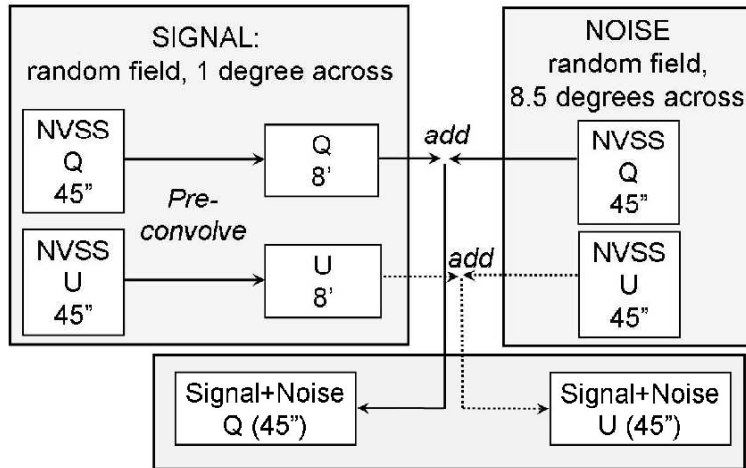 SIGNAL:
random field, 1 degree across
NVSS
Q
45”
Q
8’
Pre-
convolve
NVSS
U
45”
U
8’
add
add
NOISE
random field,
8.5 degrees across
NVSS
Q
45”
NVSS
U
45”
Signal+Noise
Q (45”)
Signal+Noise
U (45”)